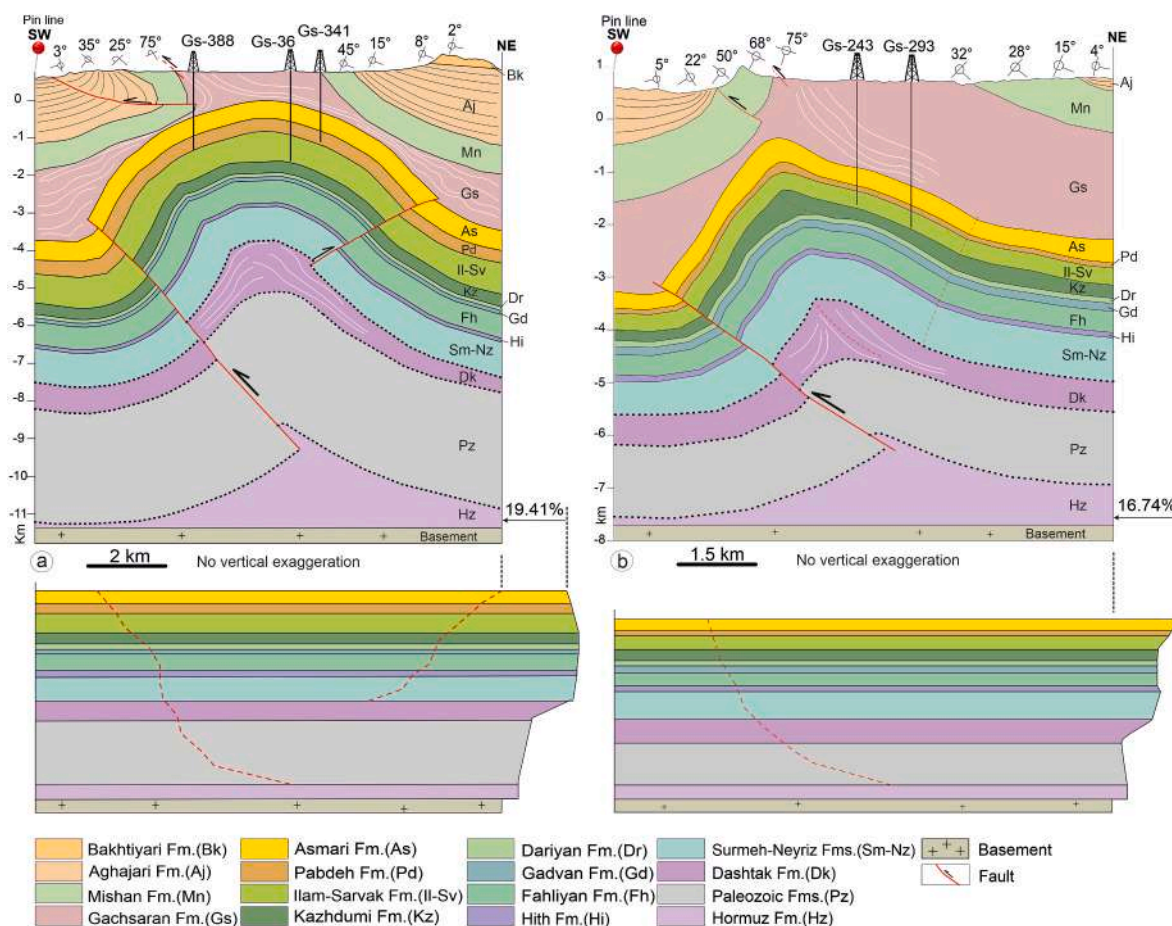 Pin line
SW
3°
35°
25°
75°
Gs-388
Gs-36
Gs-341
45°
15°
8°
2°
NE
Bk
0
-1
-2
-3
-4
-5
-6
-7
-8
-9
-10
-11
Km
Aj
Mn
Gs
As
Pd
Il-Sv
Kz
Dr
Gd
Fh
Hi
Sm-Nz
Dk
Pz
Hz
19.41%
Basement
a
2 km
No vertical exaggeration
Pin line
SW
5°
22°
50°
68°
75°
Gs-243
Gs-293
32°
28°
15°
4°
NE
1
0
-1
-2
-3
-4
-5
-6
-7
km
-8
Aj
Mn
Gs
As
Pd
Il-Sv
Kz
Dr
Gd
Fh
Hi
Sm-Nz
Dk
Pz
Hz
16.74%
Basement
b
1.5 km
No vertical exaggeration
Bakhtiyari Fm.(Bk)
Aghajari Fm.(Aj)
Mishan Fm.(Mn)
Gachsaran Fm.(Gs)
Asmari Fm.(As)
Pabdeh Fm.(Pd)
Ilam-Sarvak Fm.(Il-Sv)
Kazhdumi Fm.(Kz)
Dariyan Fm.(Dr)
Gadvan Fm.(Gd)
Fahliyan Fm.(Fh)
Hith Fm.(Hi)
Surmeh-Neyriz Fms.(Sm-Nz)
Dashtak Fm.(Dk)
Paleozoic Fms.(Pz)
Hormuz Fm.(Hz)
Basement
Fault